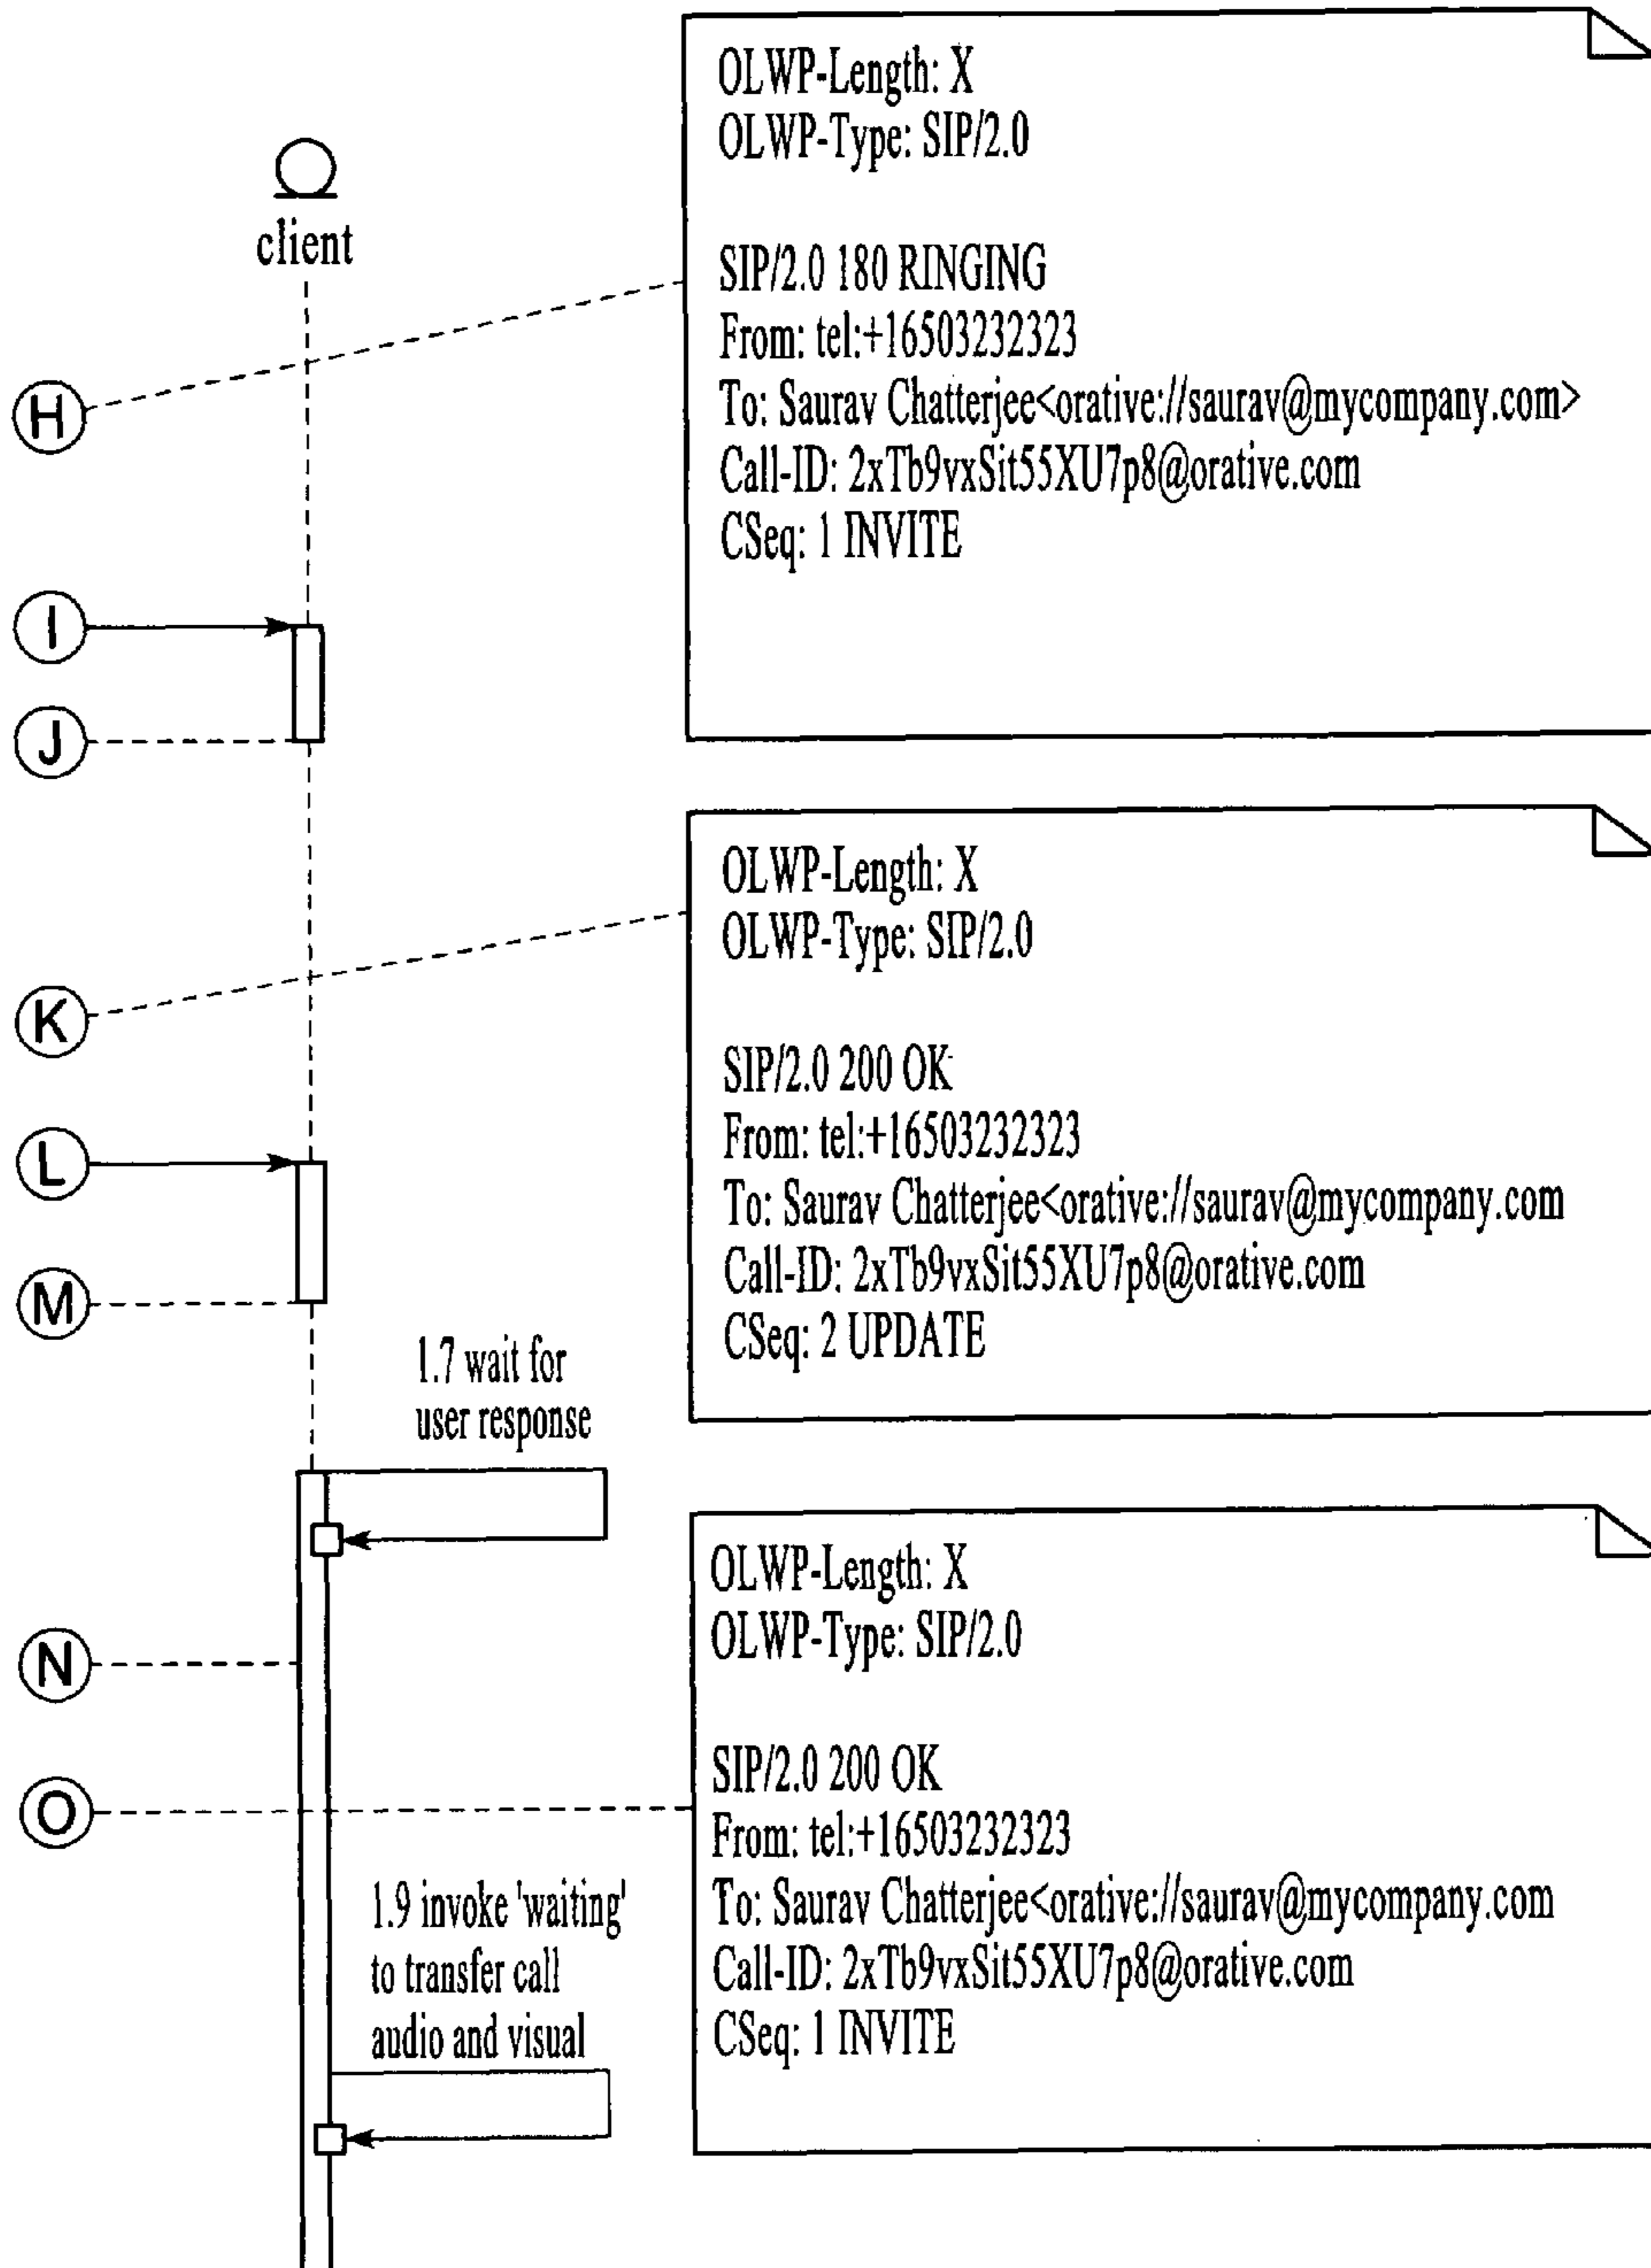 OLWP-Length: X
OLWP-Type: SIP/2.0
client
SIP/2.0 180 RINGING
From: tel:+16503232323
To: Saurav Chatterjee<orative://saurav@mycompany.com>
Call-ID: 2xTb9vxSit55XU7p8@orative.com
CSeq: 1 INVITE
H
I
J
OLWP-Length: X
OLWP-Type: SIP/2.0
K
SIP/2.0 200 OK
From: tel:+16503232323
To: Saurav Chatterjee<orative://saurav@mycompany.com
Call-ID: 2xTb9vxSit55XU7p8@orative.com
CSeq: 2 UPDATE
L
M
1.7 wait for
user response
OLWP-Length: X
OLWP-Type: SIP/2.0
N
SIP/2.0 200 OK
From: tel:+16503232323
To: Saurav Chatterjee<orative://saurav@mycompany.com
Call-ID: 2xTb9vxSit55XU7p8@orative.com
CSeq: 1 INVITE
O
1.9 invoke 'waiting'
to transfer call
audio and visual